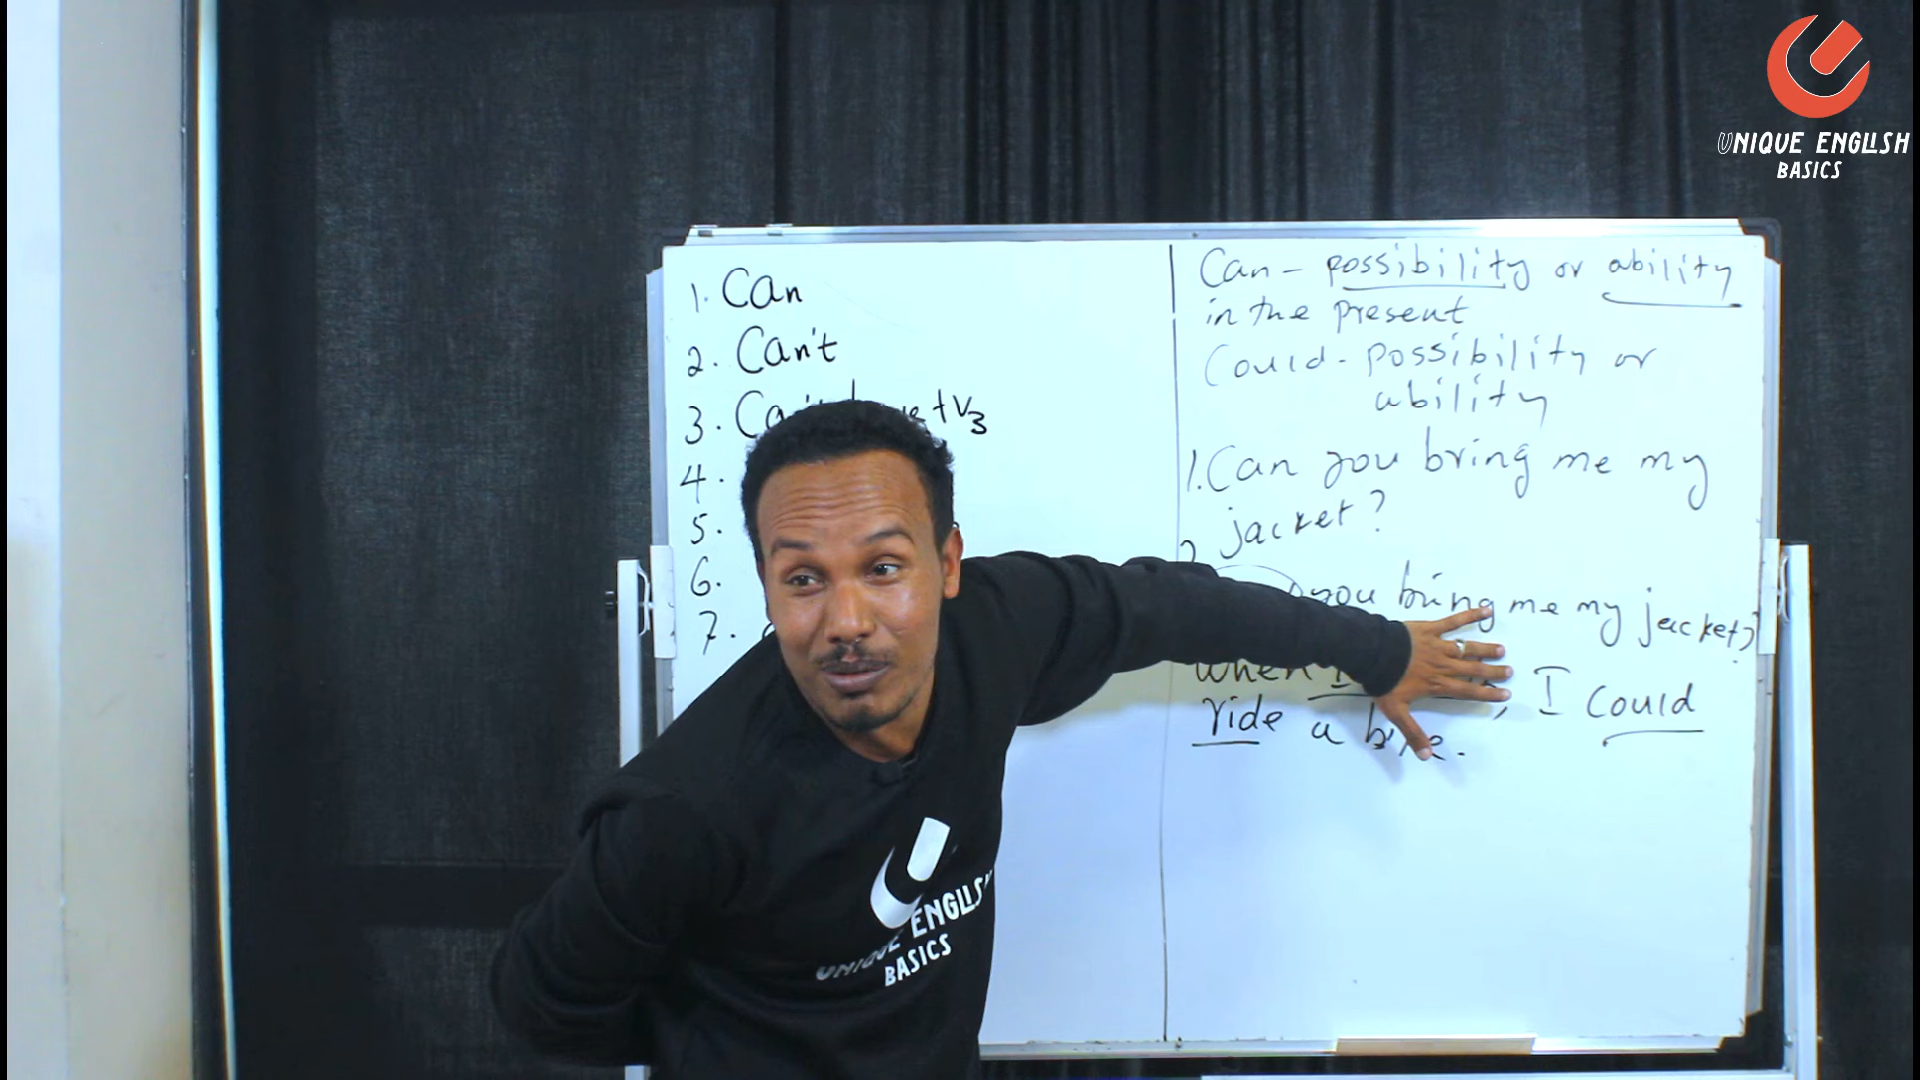 UNIQUE ENGLISH
BASICS
1. Can
2. Can't
3. +V3
4.
5.
6.
7.
Can - possibility or ability
in the present
Could - possibility or
ability
1. Can you bring me my
jacket?
you bring me my jacket?
When I , I could
ride a bike.
UNIQUE ENGLIS
BASICS